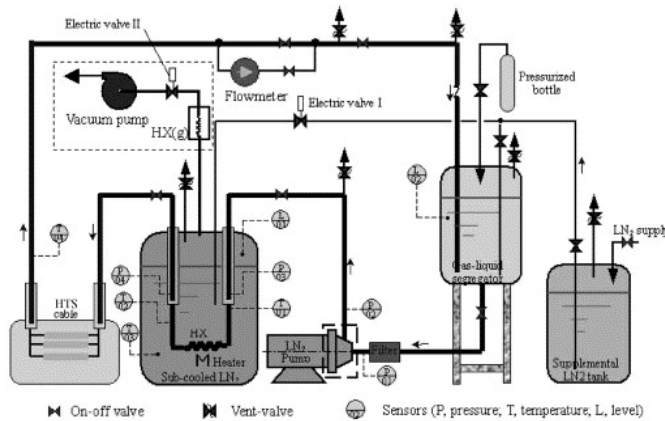 Electric valve II
Pressurized
bottle
Flowmeter
Electric valve I
Vacuum pump
HX(g)
LN₂ supply
Gas-liquid
segregator
HTS
cable
P
04
P
03
HX
M Heater
Sub-cooled LN₂
LN₂
Pump
Filter
Supplemental
LN2 tank
On-off valve
Vent-valve
Sensors (P, pressure; T, temperature, L, level)